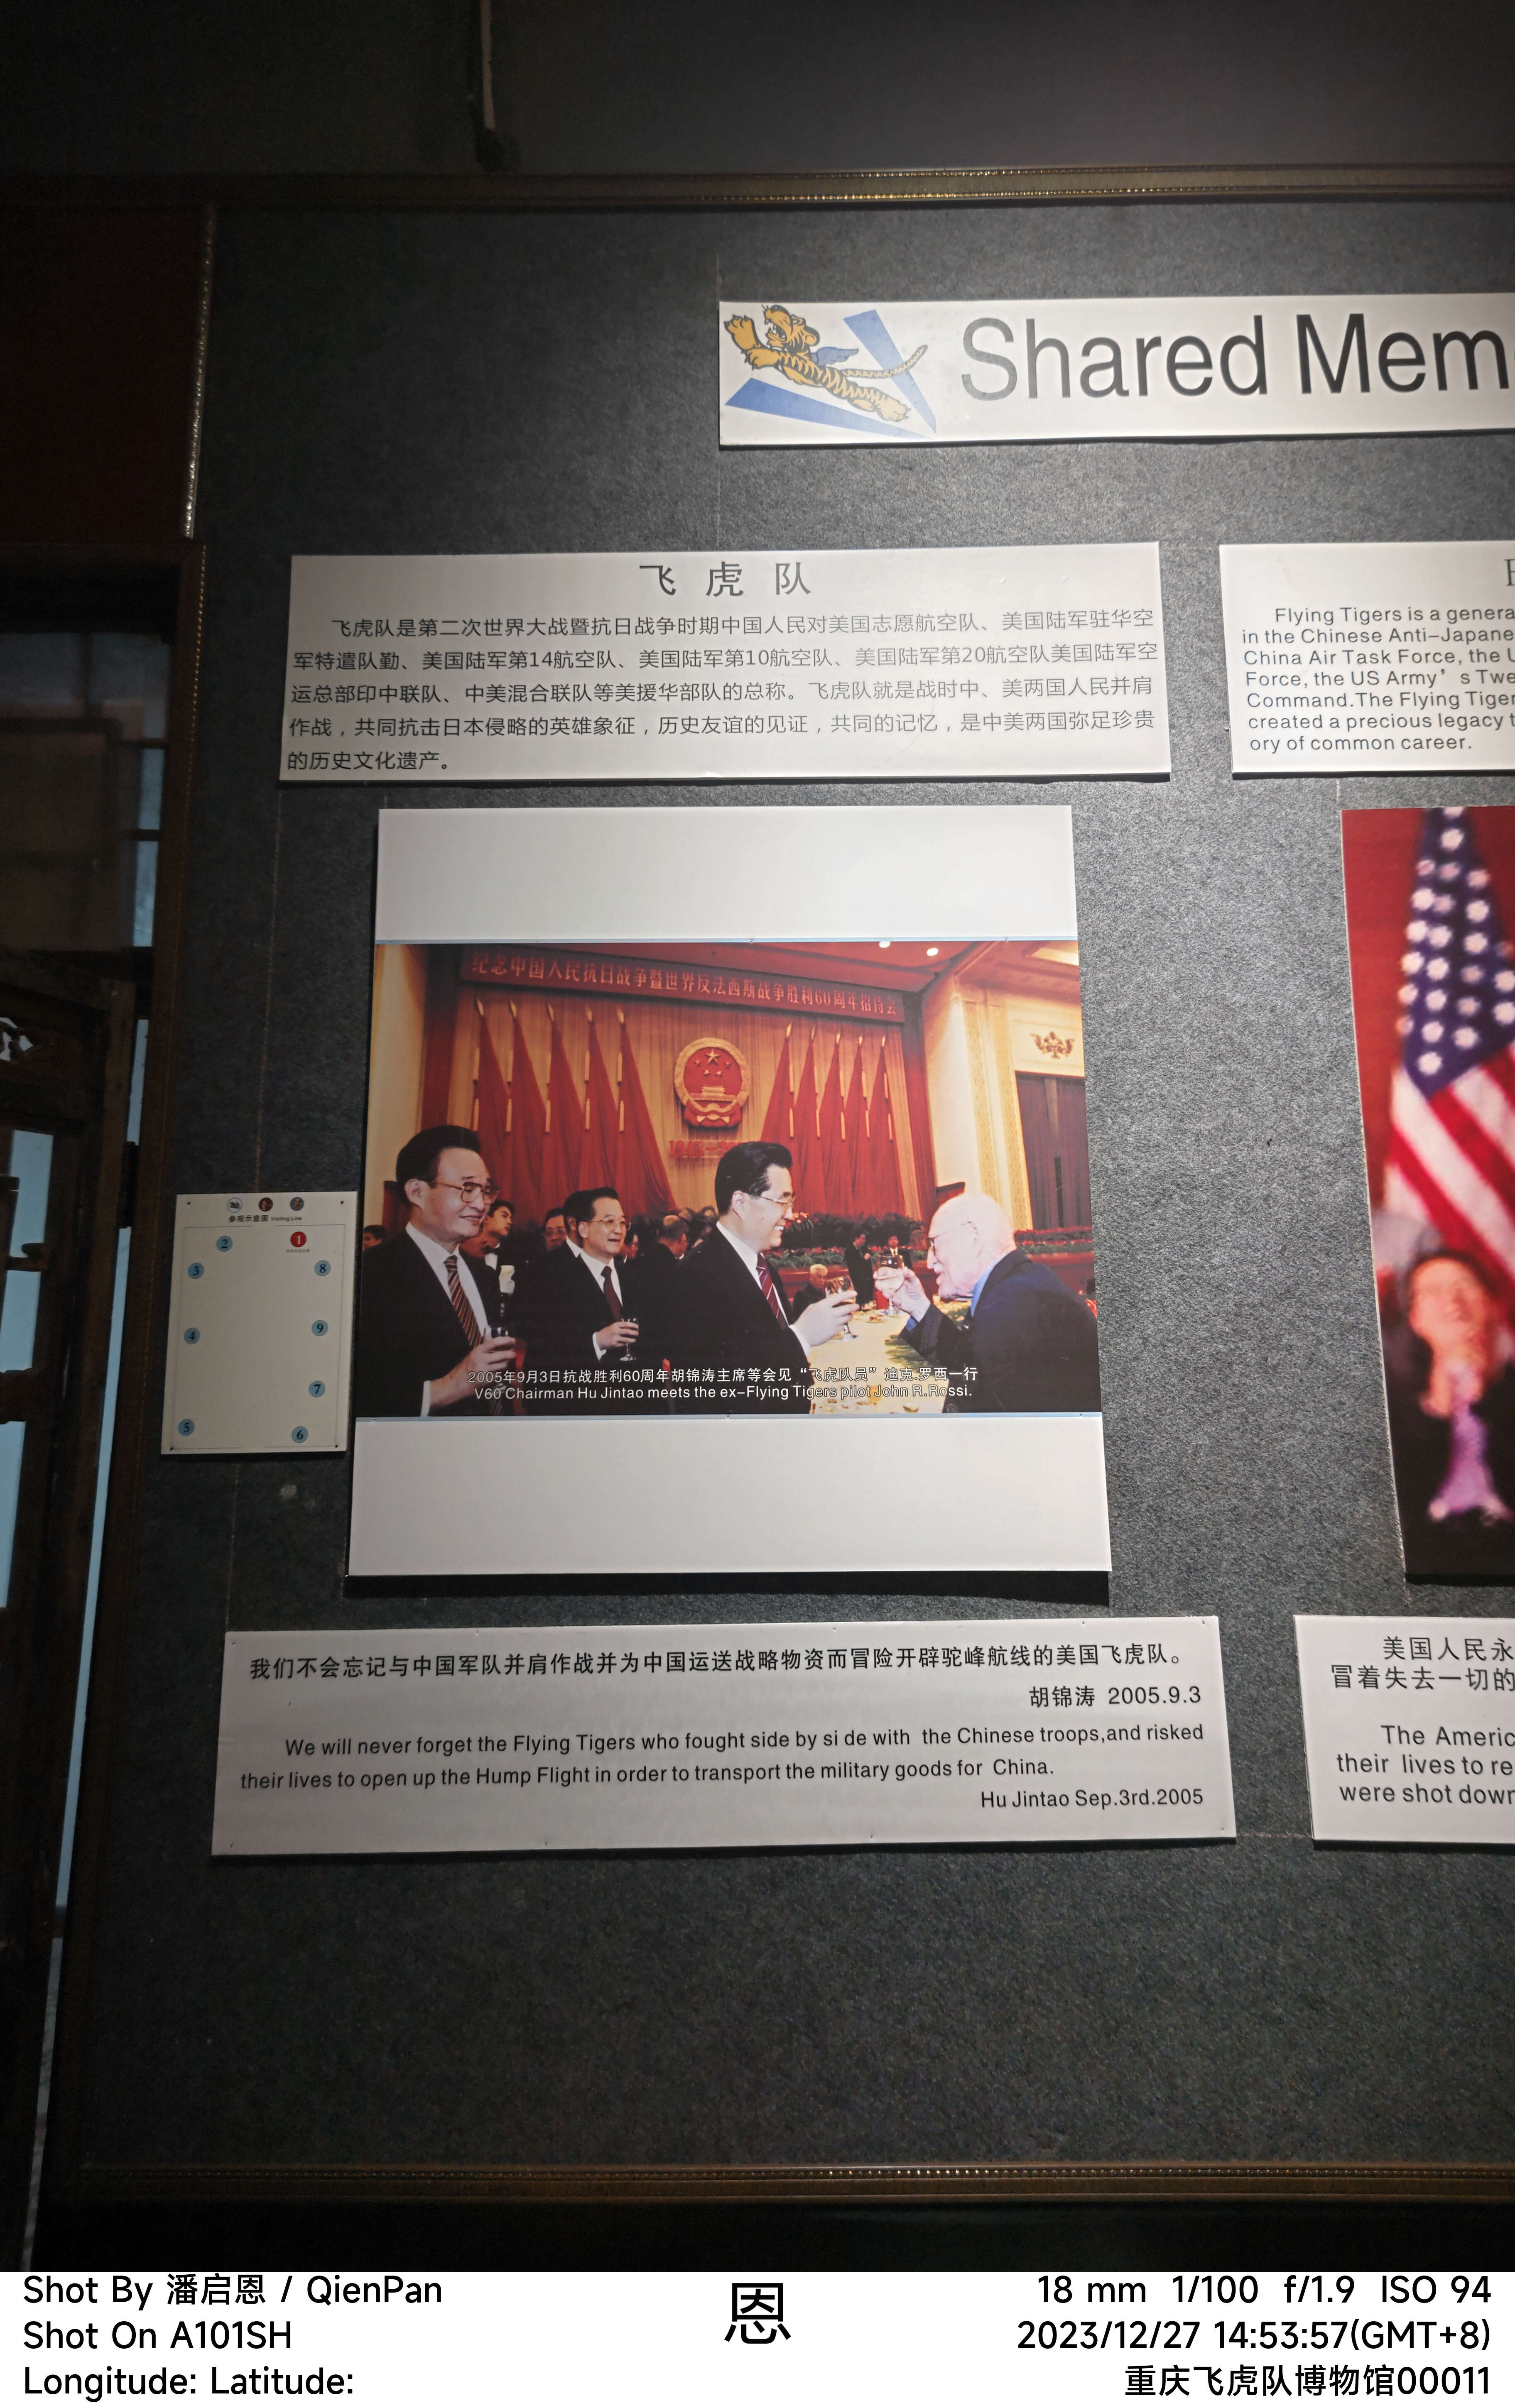 Shared Mem
飞虎队
飞虎队是第二次世界大战暨抗日战争时期中国人民对美国志愿航空队、美国陆军驻华空
军特遣队勤、美国陆军第14航空队、美国陆军第10航空队、美国陆军第20航空队美国陆军空
运总部印中联队、中美混合联队等美援华部队的总称。飞虎队就是战时中、美两国人民并肩
作战，共同抗击日本侵略的英雄象征，历史友谊的见证，共同的记忆，是中美两国弥足珍贵
的历史文化遗产。
Flying Tigers is a genera
in the Chinese Anti-Japane
China Air Task Force, the U
Force, the US Army’s Twe
Command.The Flying Tiger
created a precious legacy t
ory of common career.
纪念中国人民抗日战争暨世界反法西斯战争胜利60周年招待会
2005年9月3日抗战胜利60周年胡锦涛主席等会见“飞虎队员”迪克.罗西一行
V60 Chairman Hu Jintao meets the ex-Flying Tigers pilot John R.Rossi.
参观示意图 Visiting Line
1
2
3
8
4
9
7
5
6
我们不会忘记与中国军队并肩作战并为中国运送战略物资而冒险开辟驼峰航线的美国飞虎队。
胡锦涛 2005.9.3
We will never forget the Flying Tigers who fought side by si de with the Chinese troops,and risked
their lives to open up the Hump Flight in order to transport the military goods for China.
Hu Jintao Sep.3rd.2005
美国人民永
冒着失去一切的
The Americ
their lives to re
were shot down
Shot By 潘启恩 / QienPan
Shot On A101SH
Longitude: Latitude:
恩
18 mm 1/100 f/1.9 ISO 94
2023/12/27 14:53:57(GMT+8)
重庆飞虎队博物馆00011